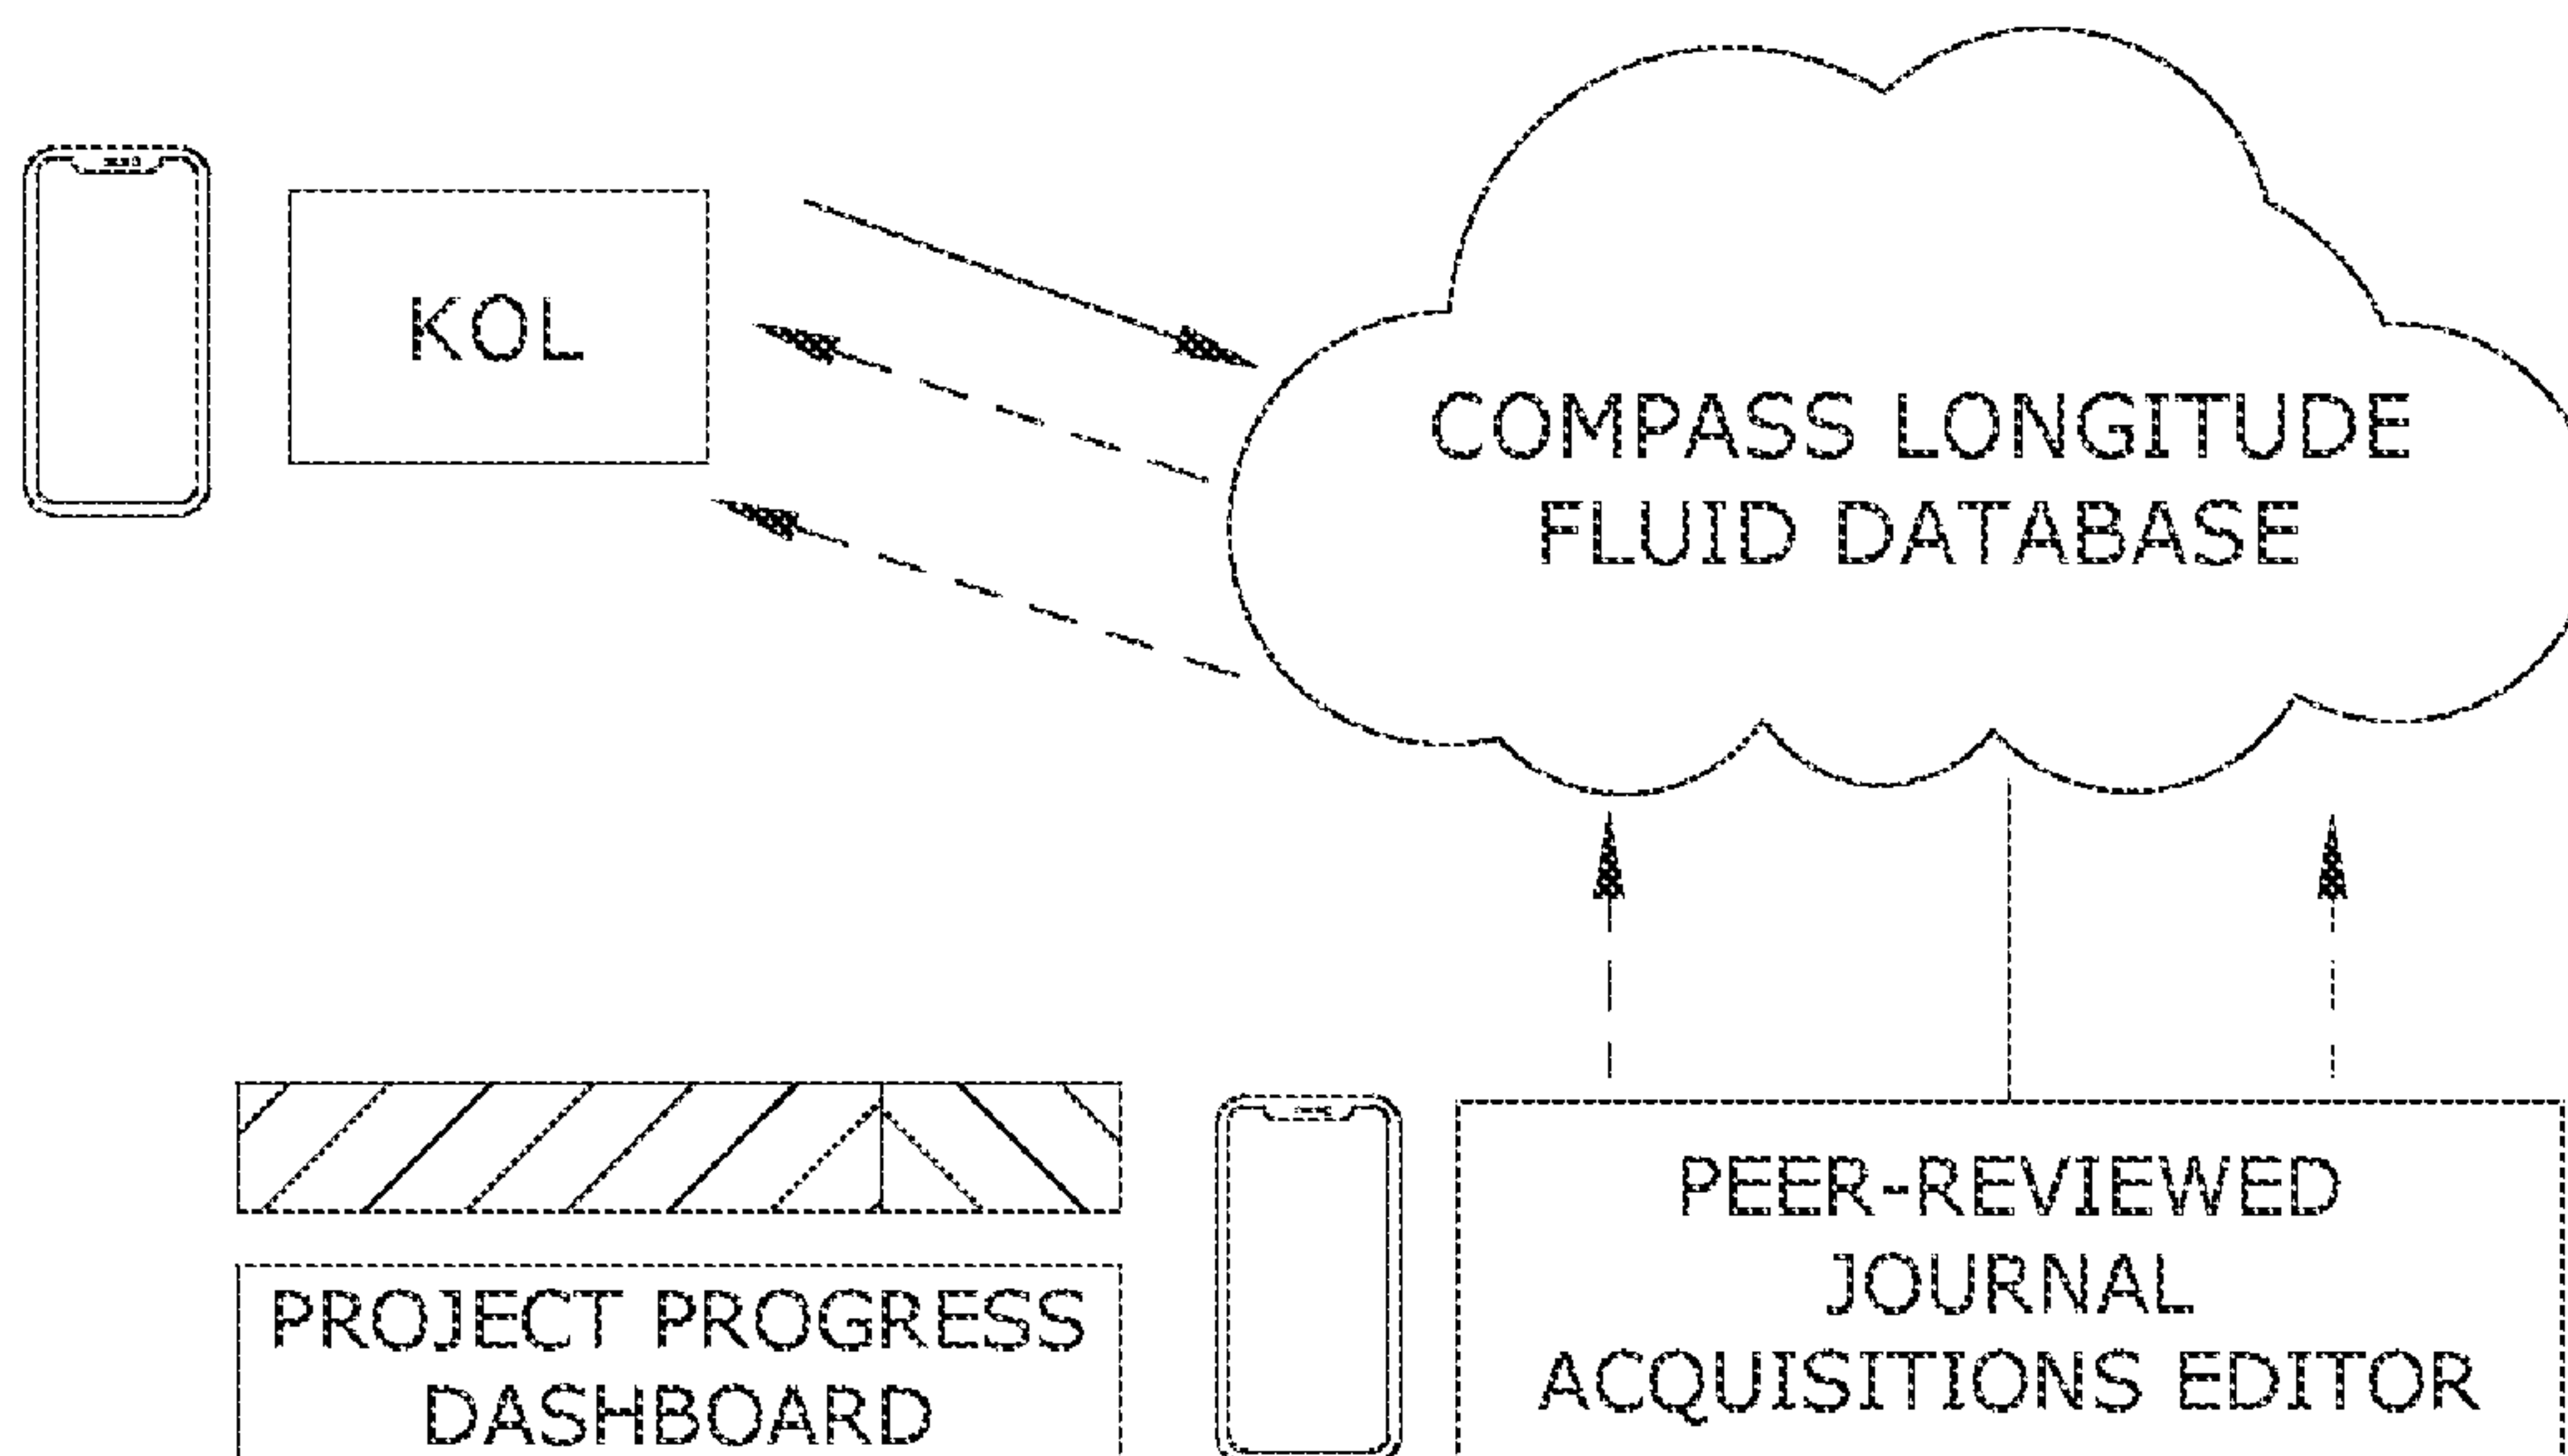 KOL
COMPASS LONGITUDE
FLUID DATABASE
PROJECT PROGRESS
DASHBOARD
PEER-REVIEWED
JOURNAL
ACQUISITIONS EDITOR